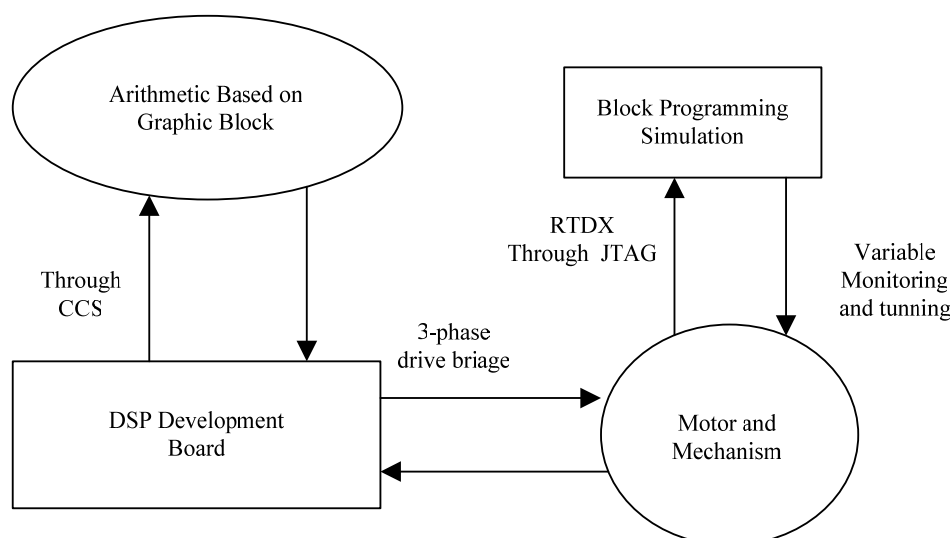 Arithmetic Based on
Graphic Block
Block Programming
Simulation
RTDX
Through JTAG
Through
CCS
Variable
Monitoring
and tunning
3-phase
drive briage
DSP Development
Board
Motor and
Mechanism